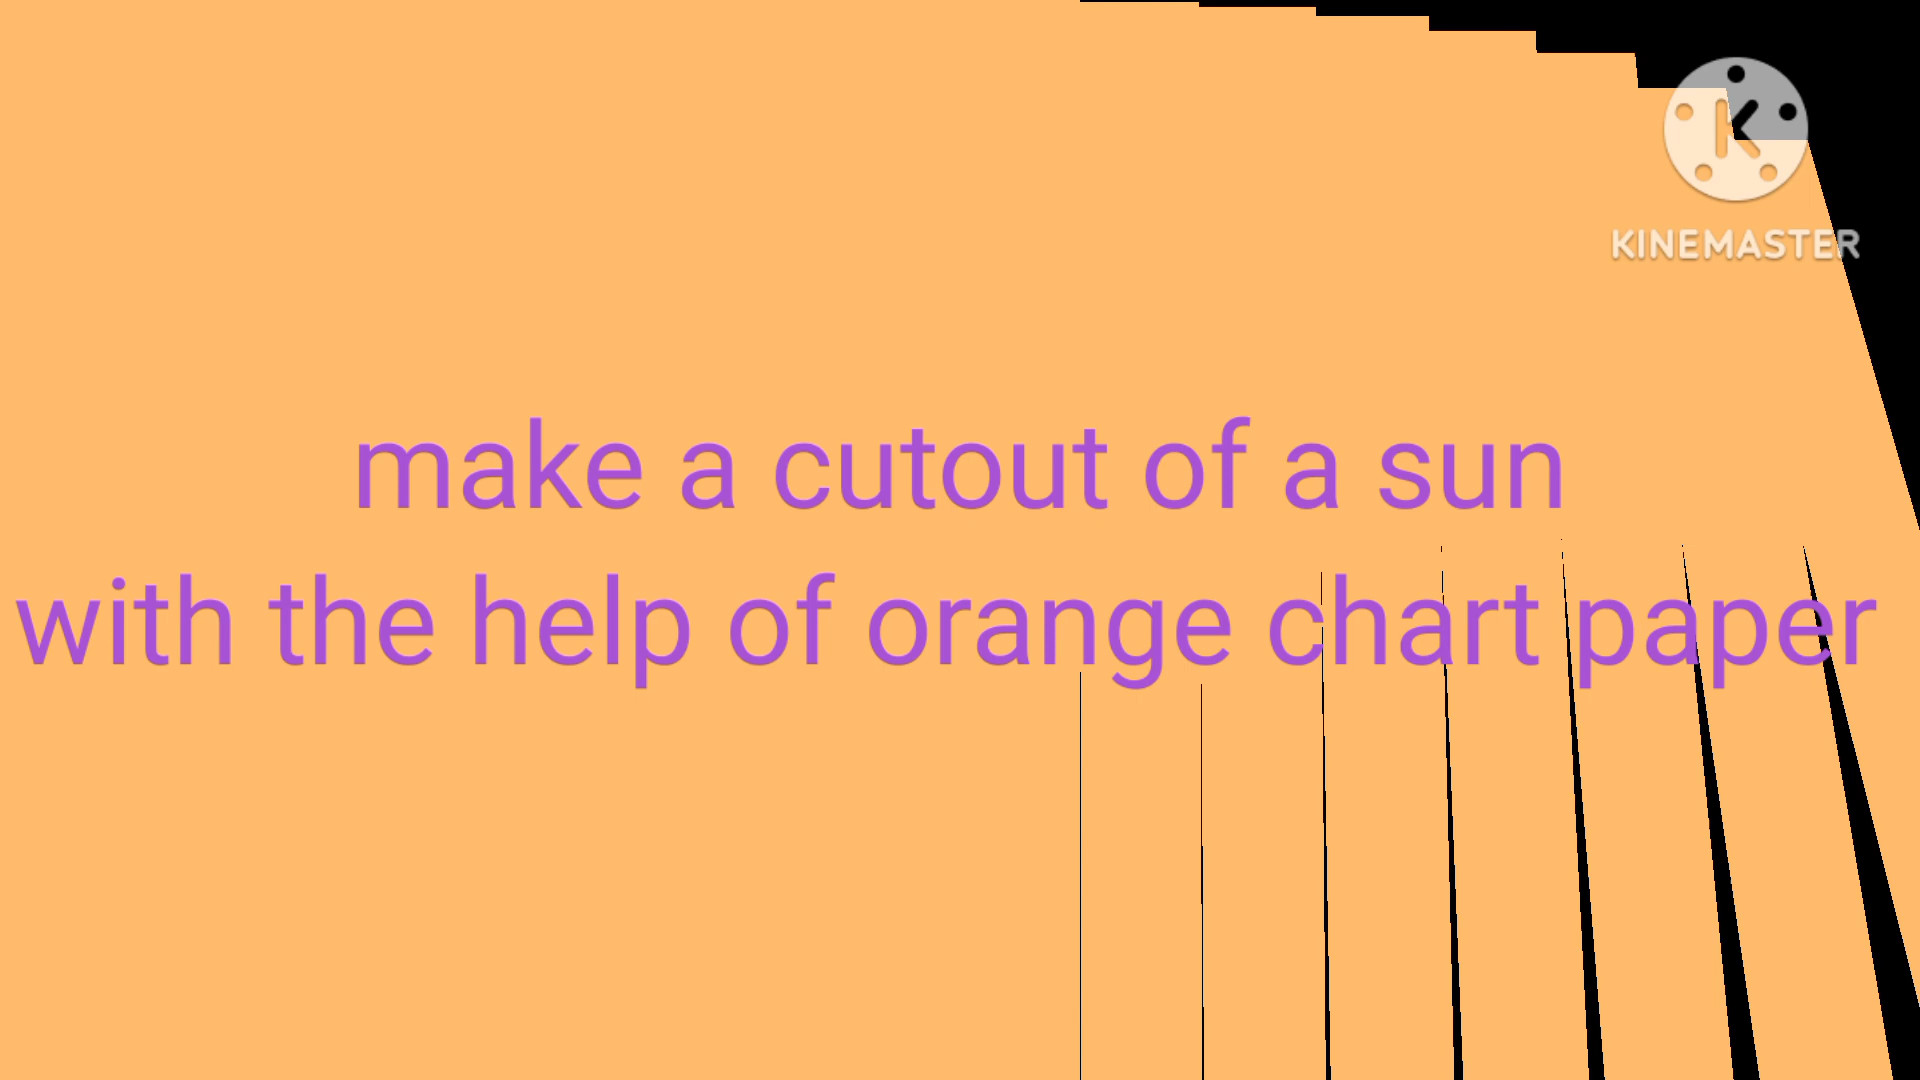 KINEMASTER
make a cutout of a sun
with the help of orange chart paper